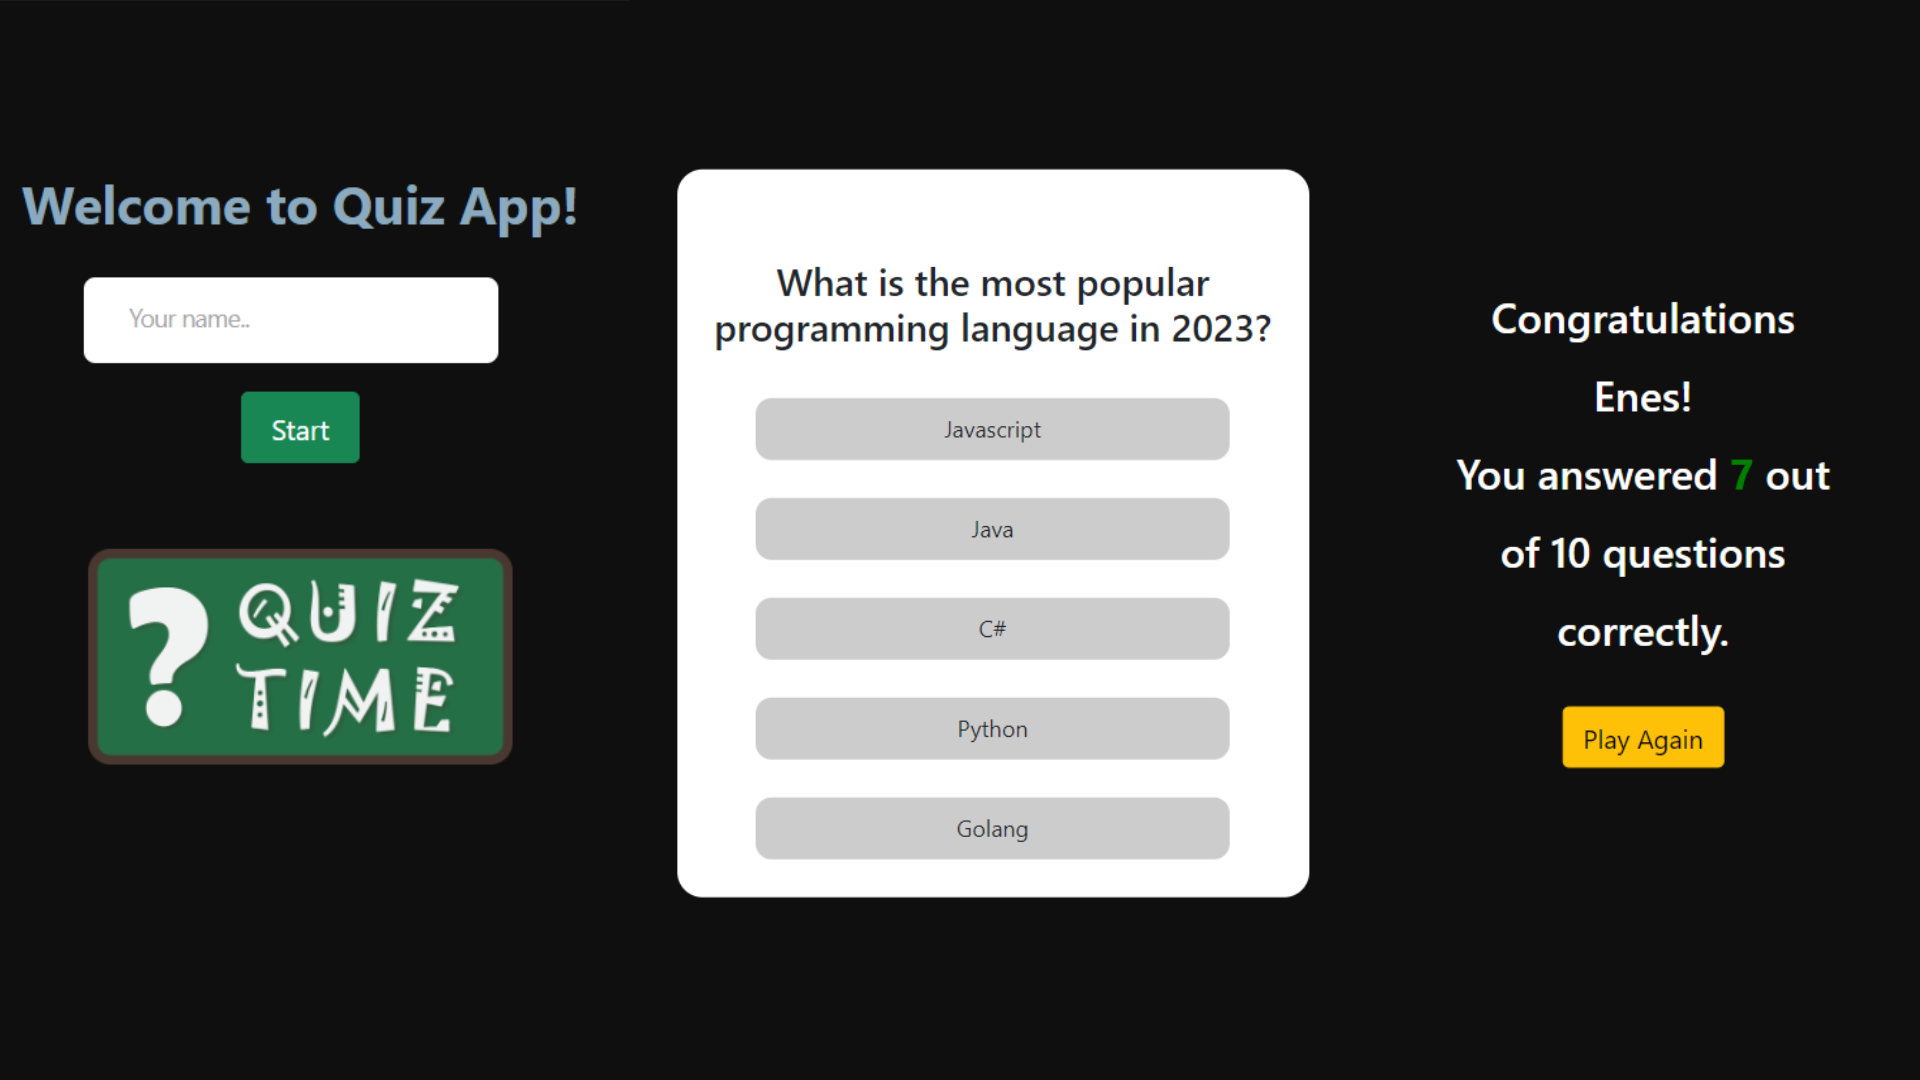 Welcome to Quiz App!
Your name..
Start
? QUIZ
TIME
What is the most popular
programming language in 2023?
Javascript
Java
C#
Python
Golang
Congratulations
Enes!
You answered 7 out
of 10 questions
correctly.
Play Again